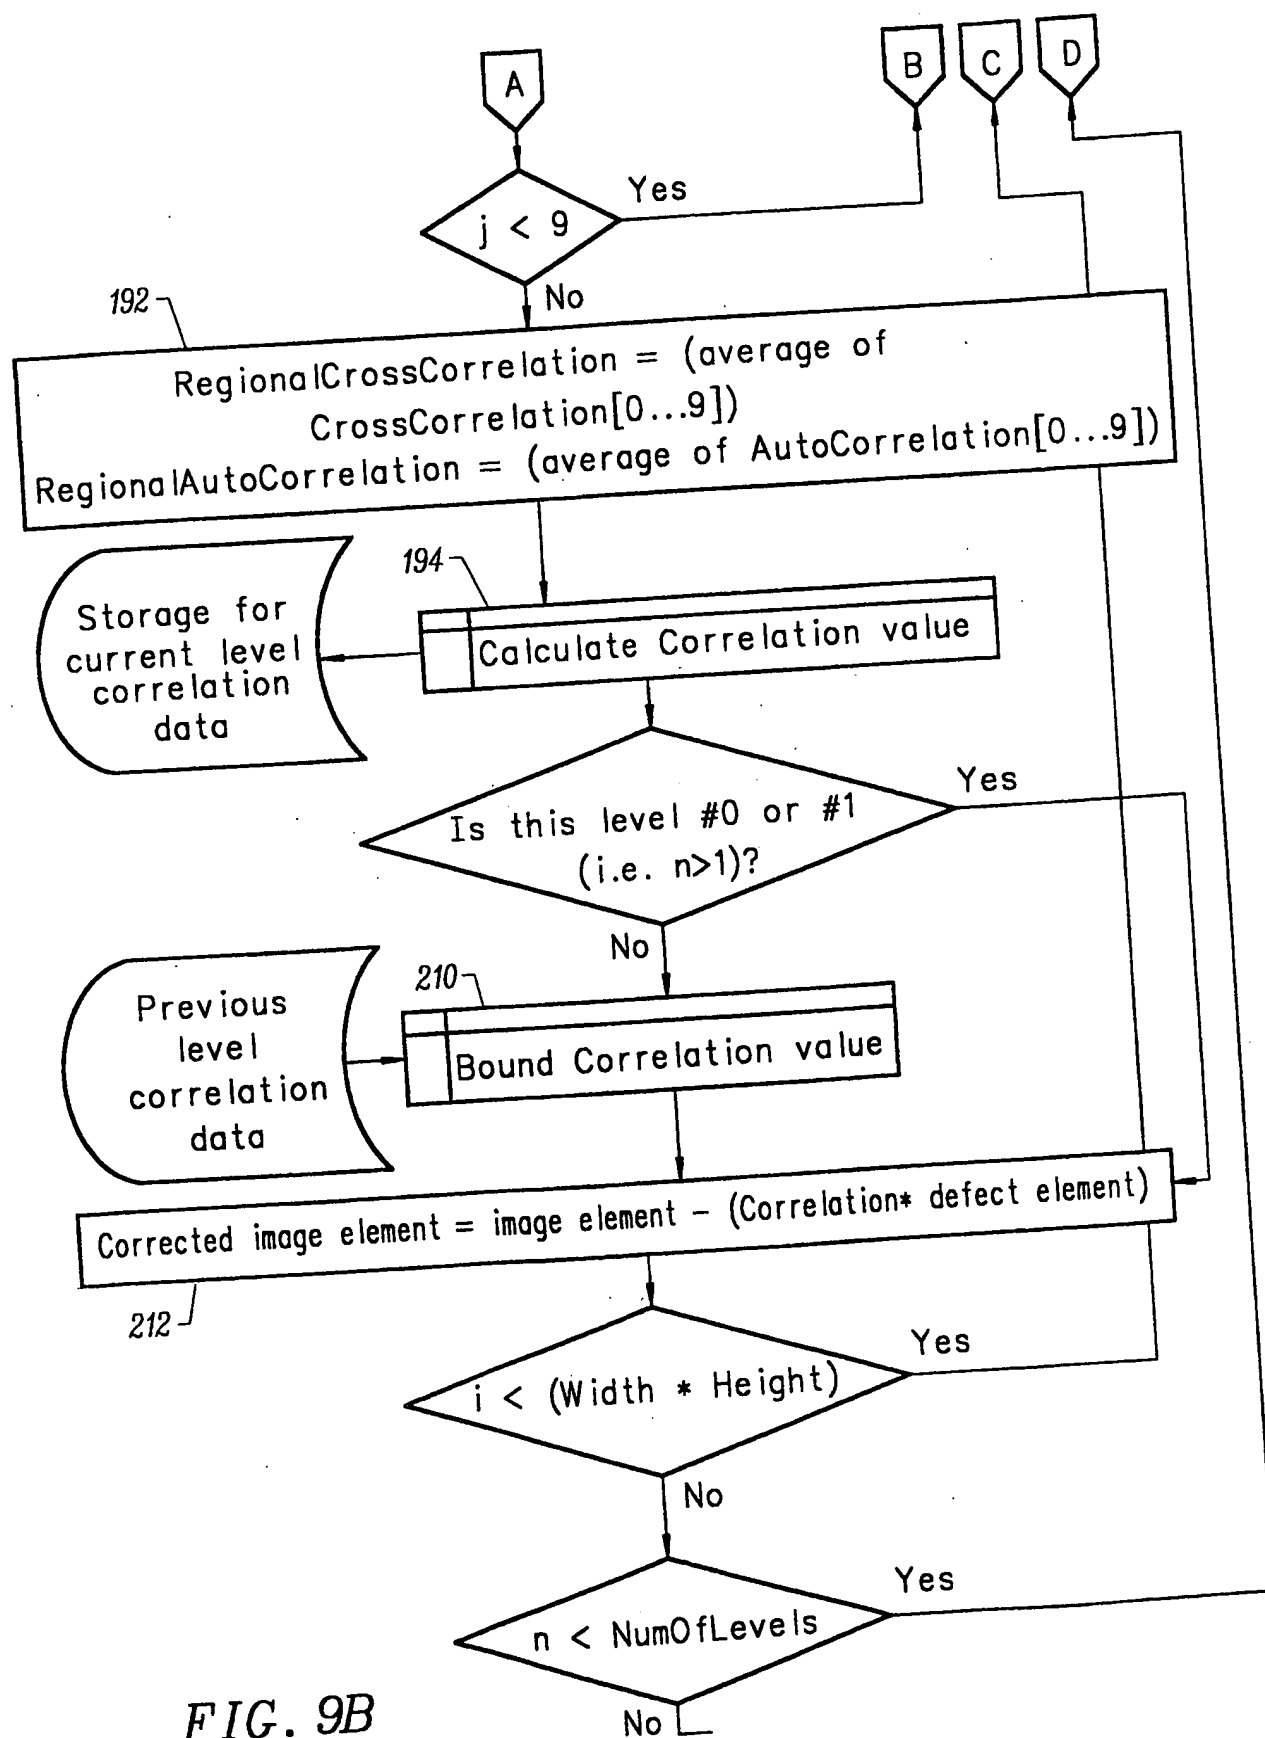 A
B
C
D
j < 9
Yes
No
192
RegionalCrossCorrelation = (average of
CrossCorrelation[0...9])
RegionalAutoCorrelation = (average of AutoCorrelation[0...9])
194
Storage for
current level
correlation
data
Calculate Correlation value
Is this level #0 or #1
(i.e. n>1)?
Yes
No
210
Previous
level
correlation
data
Bound Correlation value
Corrected image element = image element - (Correlation* defect element)
212
i < (Width * Height)
Yes
No
n < NumOfLevels
Yes
No
FIG. 9B